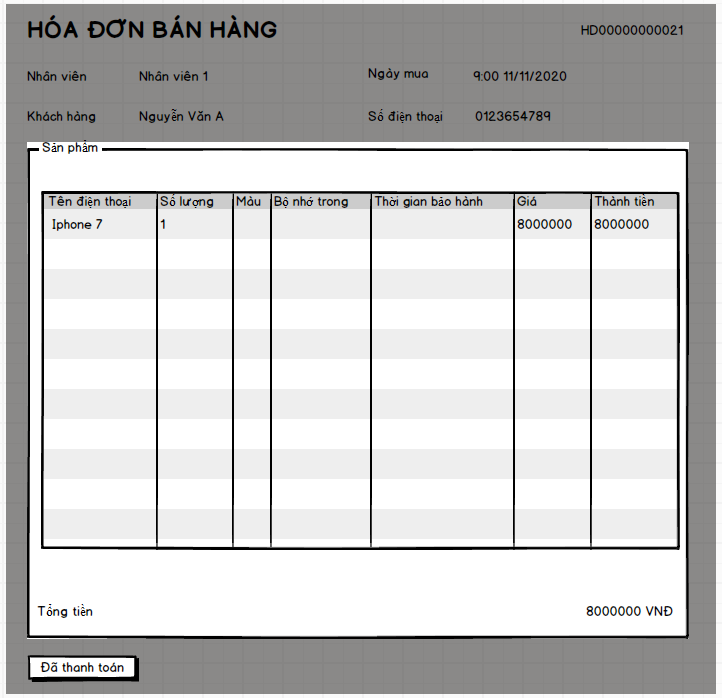 HÓA ĐƠN BÁN HÀNG HD00000000021
Nhân viên Nhân viên 1 Ngày mua 9:00 11/11/2020
Khách hàng Nguyễn Văn A Số điện thoại 0123654789
Sản phẩm
Tên điện thoại Số lượng Màu Bộ nhớ trong Thời gian bảo hành Giá Thành tiền
Iphone 7 1 8000000 8000000
Tổng tiền 8000000 VNĐ
Đã thanh toán